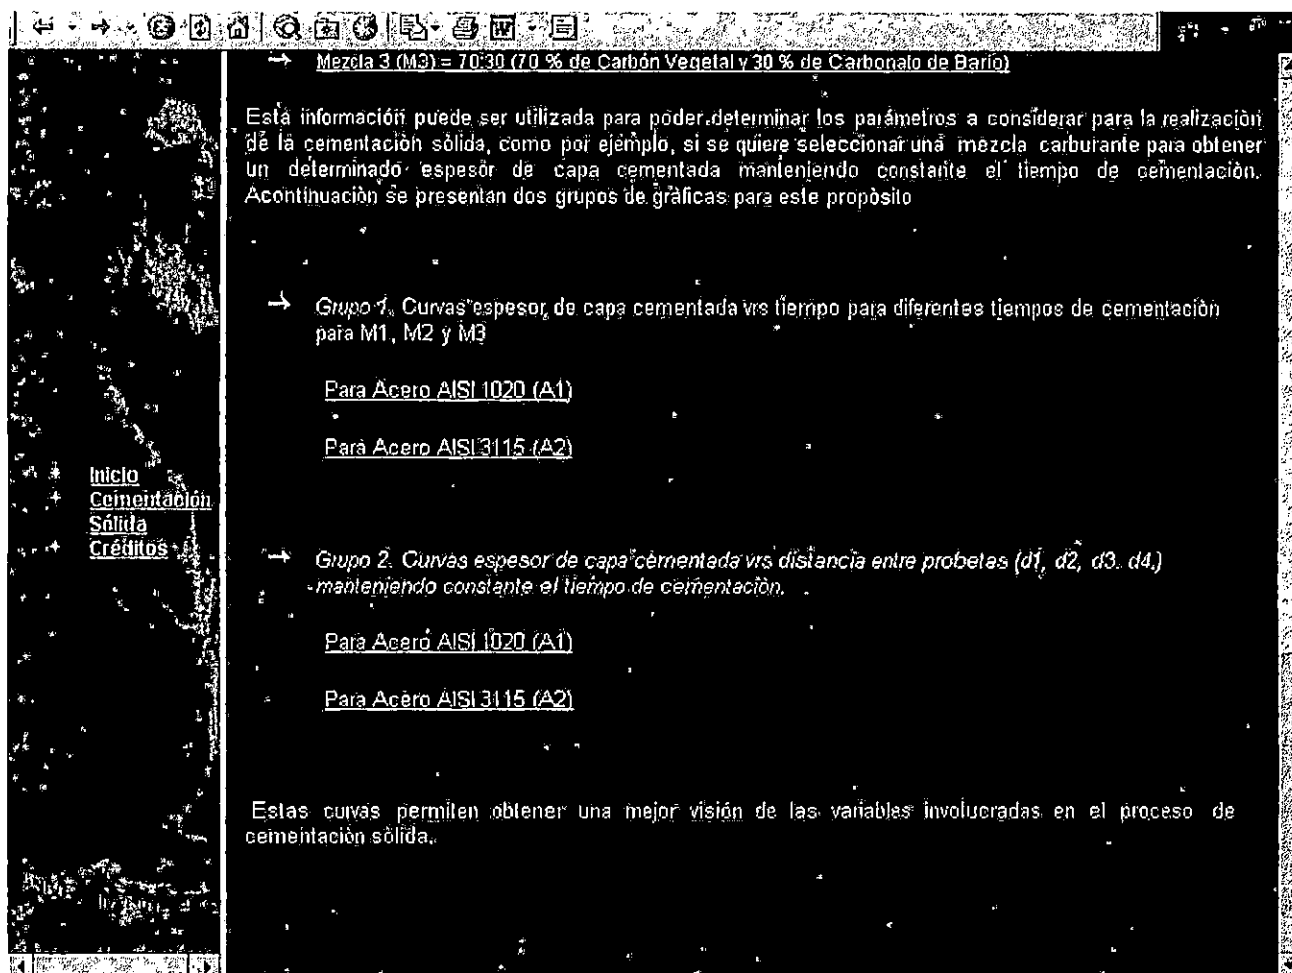 Mezcla 3 (M3) = 70:30 (70 % de Carbón Vegetal y 30 % de Carbonato de Bario)
Esta información puede ser utilizada para poder determinar los parámetros a considerar para la realización
de la cementación sólida, como por ejemplo, si se quiere seleccionar una mezcla carburante para obtener
un determinado espesor de capa cementada manteniendo constante el tiempo de cementación.
Acontinuación se presentan dos grupos de gráficas para este propósito
Grupo 1. Curvas espesor de capa cementada vrs tiempo para diferentes tiempos de cementación
para M1, M2 y M3
Para Acero AISI 1020 (A1)
Para Acero AISI 3115 (A2)
Inicio
Cementación
Sólida
Créditos
Grupo 2. Curvas espesor de capa cementada vrs distancia entre probetas (d1, d2, d3. d4.)
manteniendo constante el tiempo de cementación.
Para Acero AISI 1020 (A1)
Para Acero AISI 3115 (A2)
Estas curvas permiten obtener una mejor visión de las variables involucradas en el proceso de
cementación sólida.